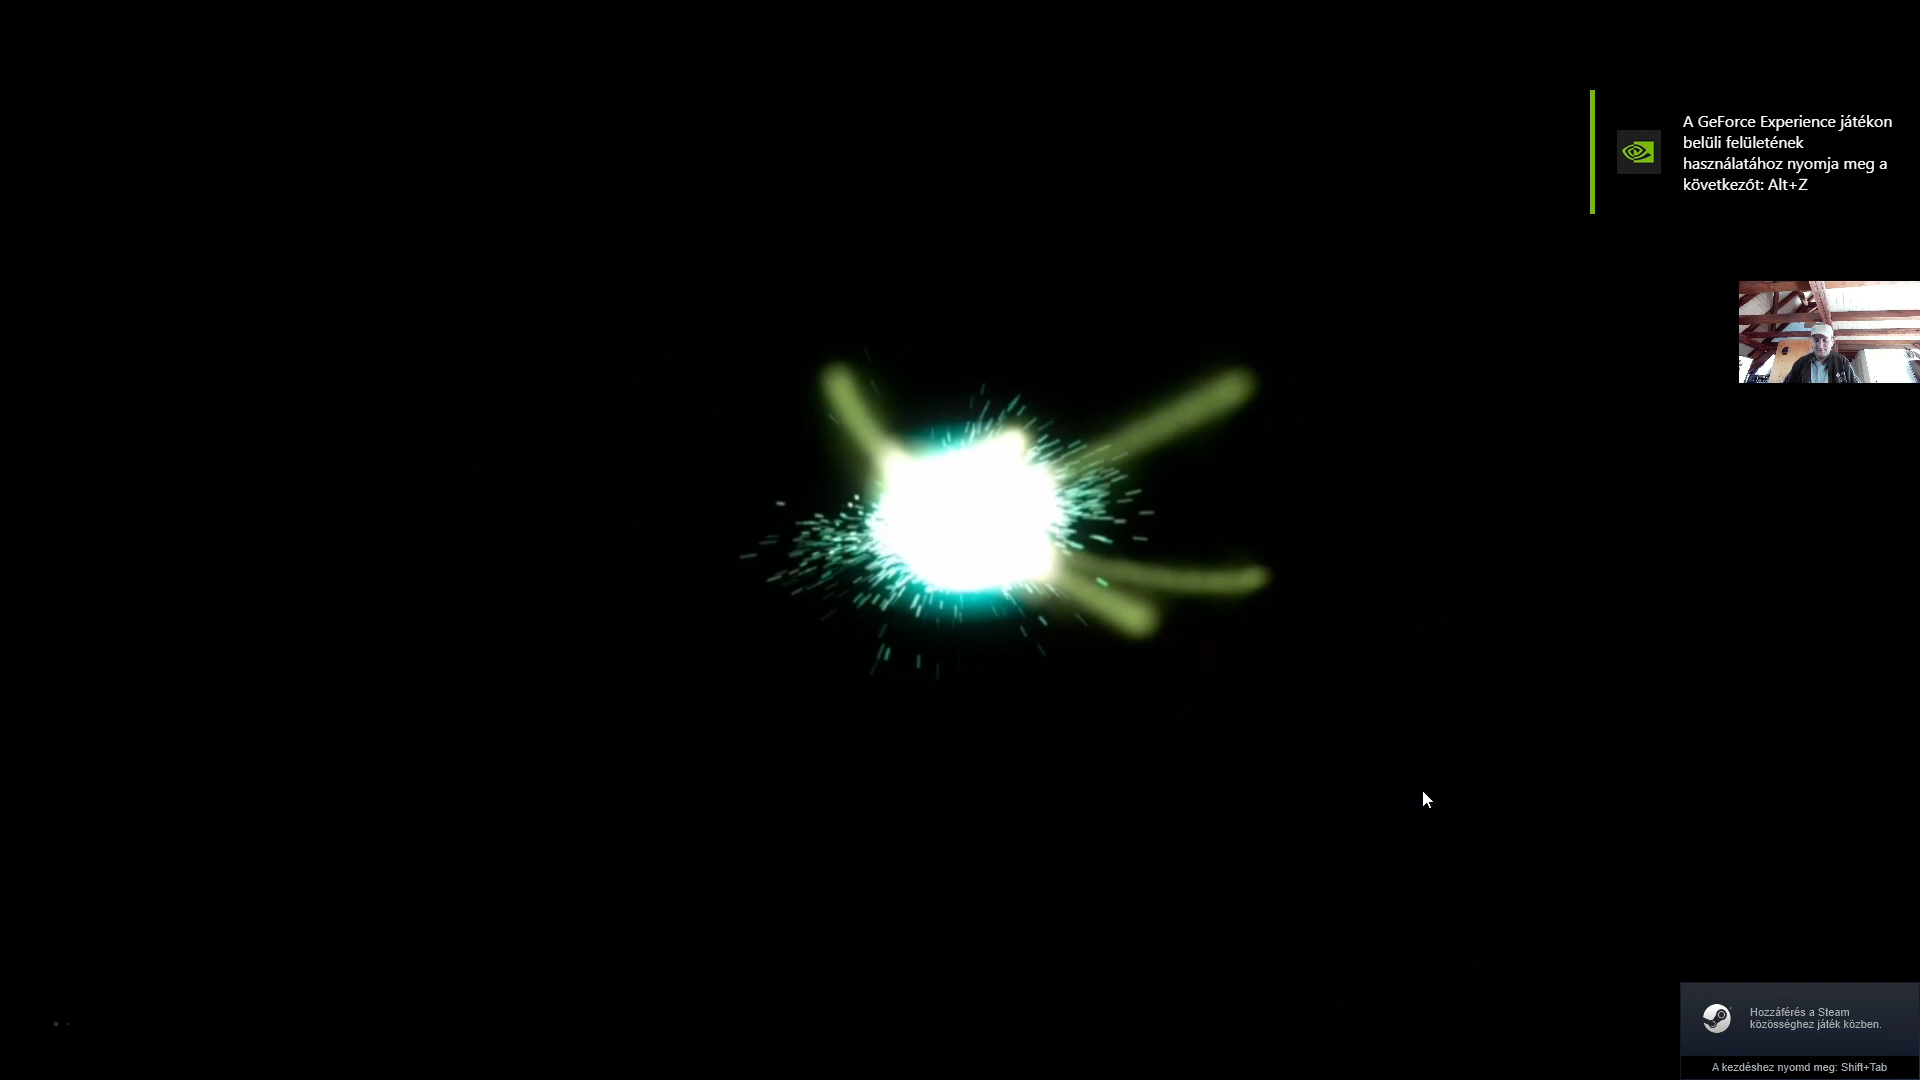 A GeForce Experience játékon
belüli felületének
használatához nyomja meg a
következőt: Alt+Z
Hozzáférés a Steam
közösséghez játék közben.
A kezdéshez nyomd meg: Shift+Tab